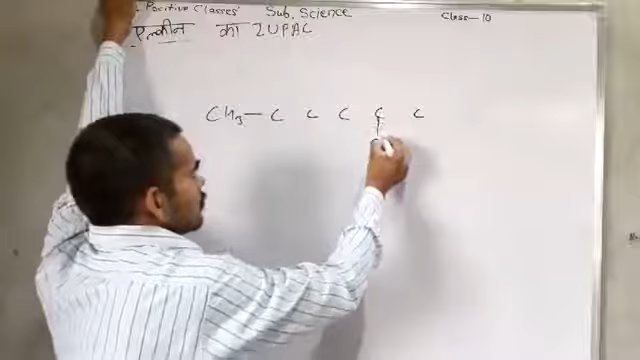 Positive Classes' Sub. Science Class-10
एल्कीन का IUPAC
CH3— C C C C C